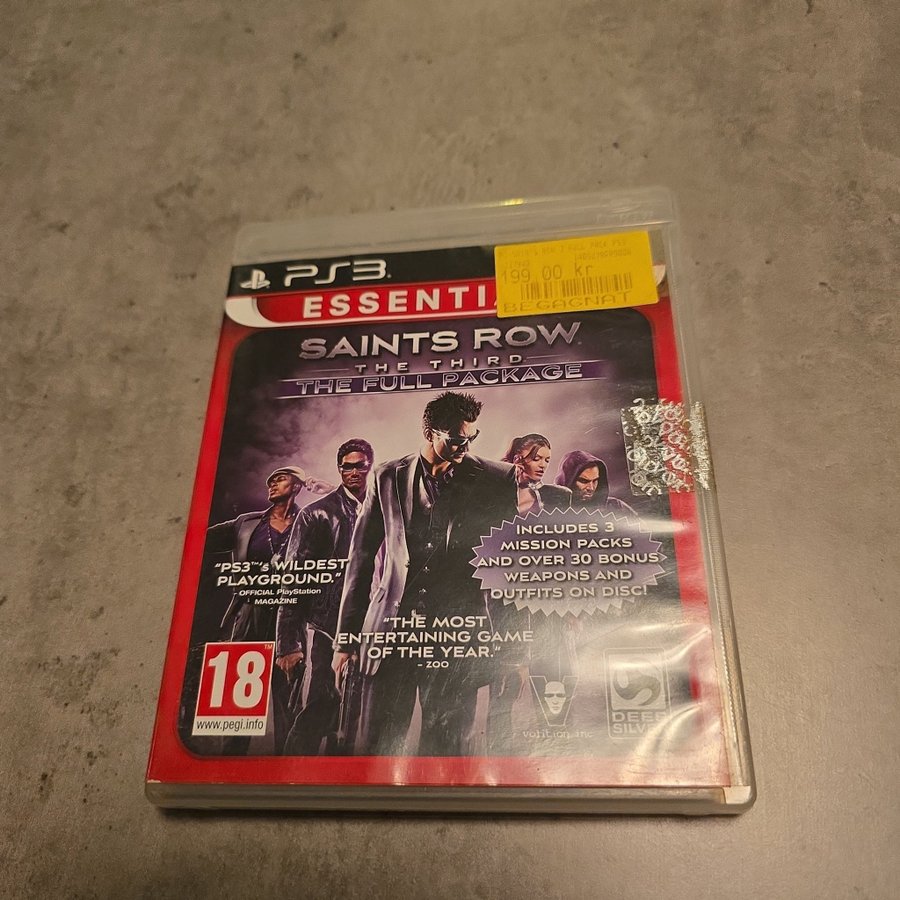 PS3
199.00 kr
BEGAGNAT
ESSENTI
SAINTS ROW
THE THIRD
THE FULL PACKAGE
INCLUDES 3
MISSION PACKS
AND OVER 30 BONUS
WEAPONS AND
OUTFITS ON DISC!
"PS3™'s WILDEST
PLAYGROUND."
- OFFICIAL PlayStation
MAGAZINE
"THE MOST
ENTERTAINING GAME
OF THE YEAR."
- ZOO
18
www.pegi.info
volition, inc
DEEP
SILVER